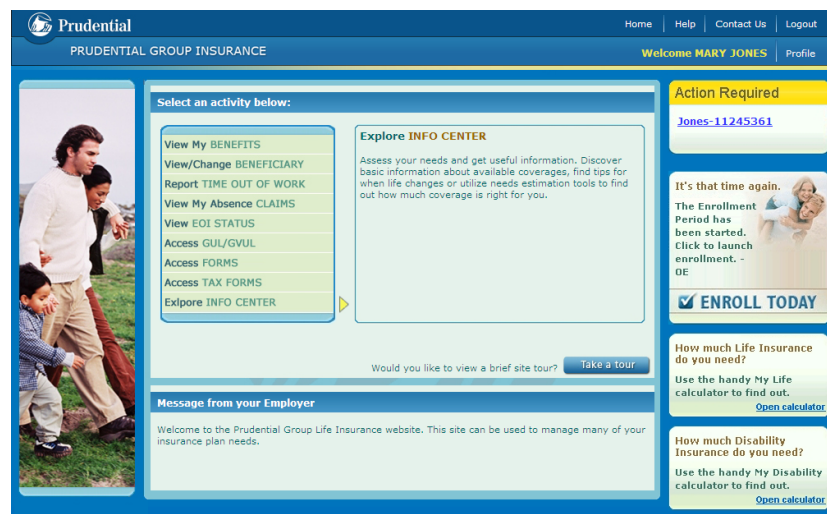 Prudential
Home Help Contact Us Logout
PRUDENTIAL GROUP INSURANCE
Welcome MARY JONES Profile
Select an activity below:
View My BENEFITS
View/Change BENEFICIARY
Report TIME OUT OF WORK
View My Absence CLAIMS
View EOI STATUS
Access GUL/GVUL
Access FORMS
Access TAX FORMS
Exlpore INFO CENTER
Explore INFO CENTER
Assess your needs and get useful information. Discover
basic information about available coverages, find tips for
when life changes or utilize needs estimation tools to find
out how much coverage is right for you.
Would you like to view a brief site tour? Take a tour
Message from your Employer
Welcome to the Prudential Group Life Insurance website. This site can be used to manage many of your
insurance plan needs.
Action Required
Jones-11245361
It's that time again.
The Enrollment
Period has
been started.
Click to launch
enrollment. -
OE
ENROLL TODAY
How much Life Insurance
do you need?
Use the handy My Life
calculator to find out.
Open calculator
How much Disability
Insurance do you need?
Use the handy My Disability
calculator to find out.
Open calculator